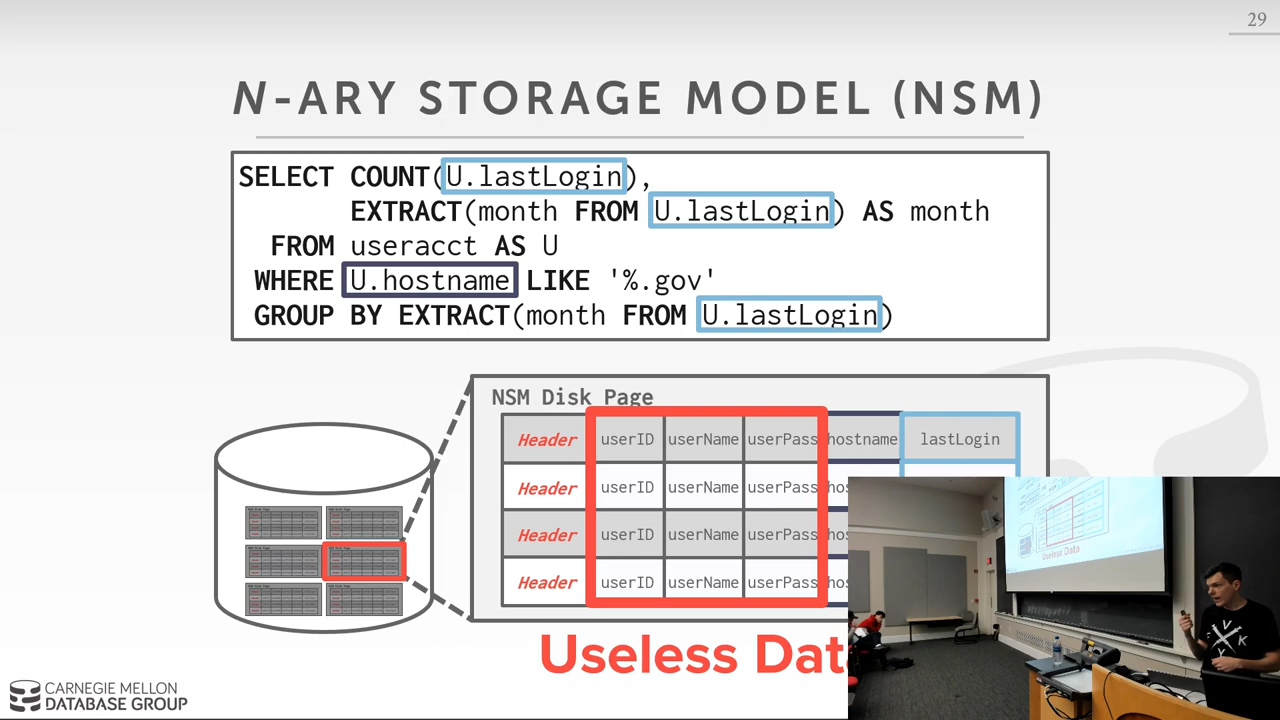 29
N-ARY STORAGE MODEL (NSM)
SELECT COUNT(U.lastLogin),
EXTRACT(month FROM U.lastLogin) AS month
FROM useracct AS U
WHERE U.hostname LIKE '%.gov'
GROUP BY EXTRACT(month FROM U.lastLogin)
NSM Disk Page
Header userID userName userPass hostname lastLogin
Header userID userName userPass hos
Header userID userName userPass hos
Header userID userName userPass hos
Useless Dat
Useless Data
CARNEGIE MELLON
DATABASE GROUP